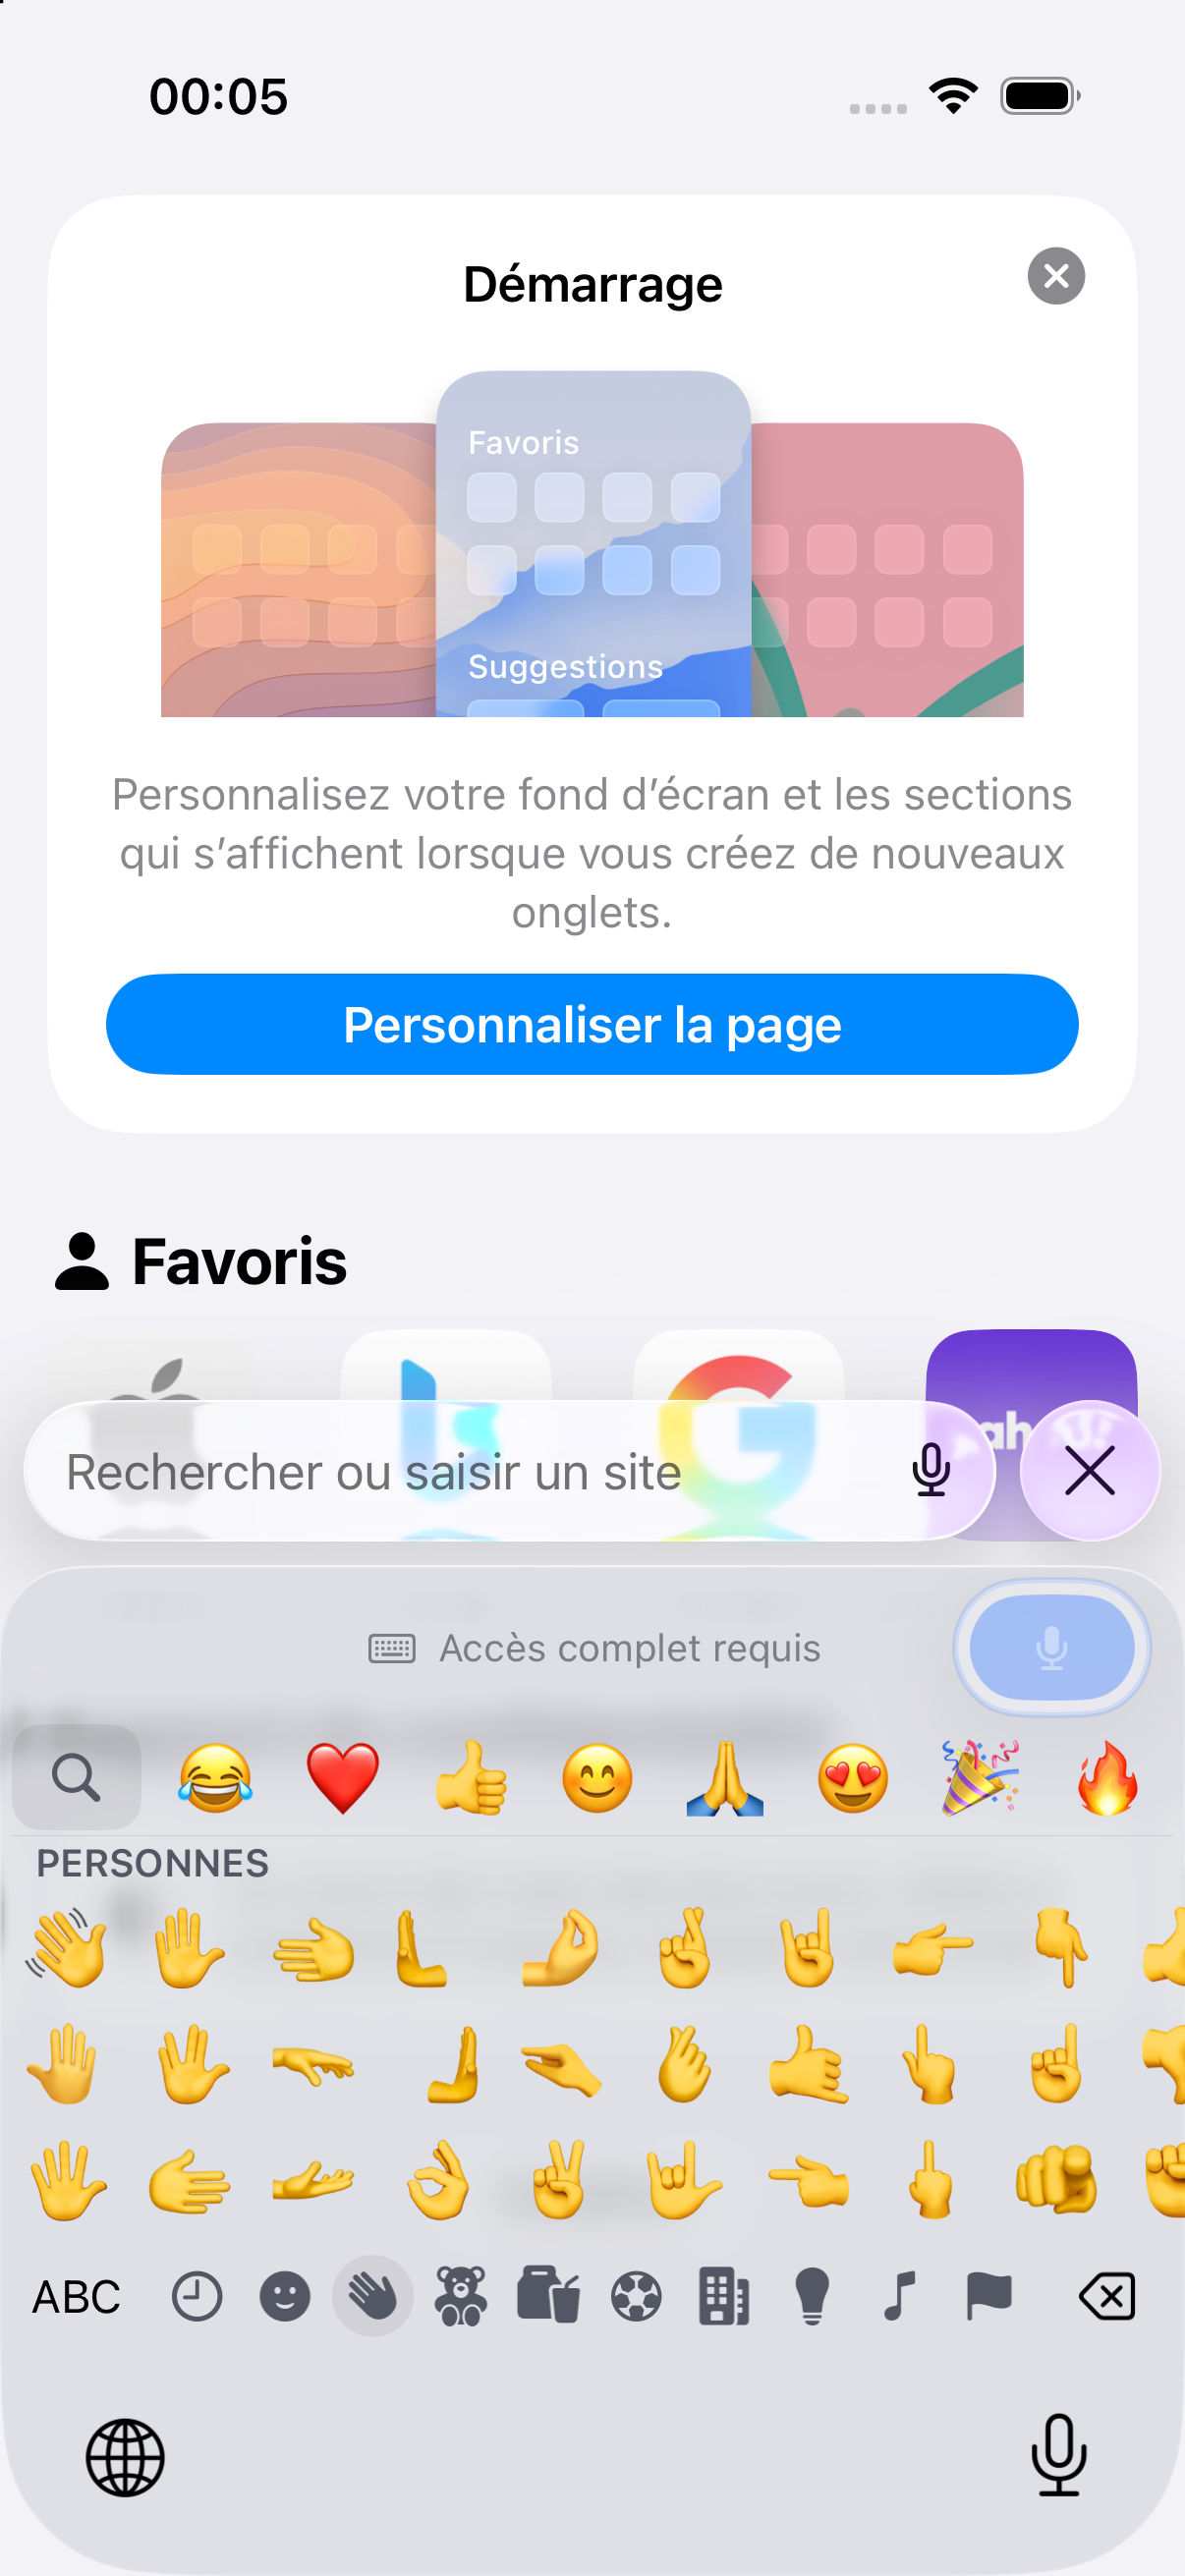 00:05
Démarrage
Favoris
Suggestions
Personnalisez votre fond d’écran et les sections
qui s’affichent lorsque vous créez de nouveaux
onglets.
Personnaliser la page
Favoris
ah
Rechercher ou saisir un site
Accès complet requis
PERSONNES
ABC